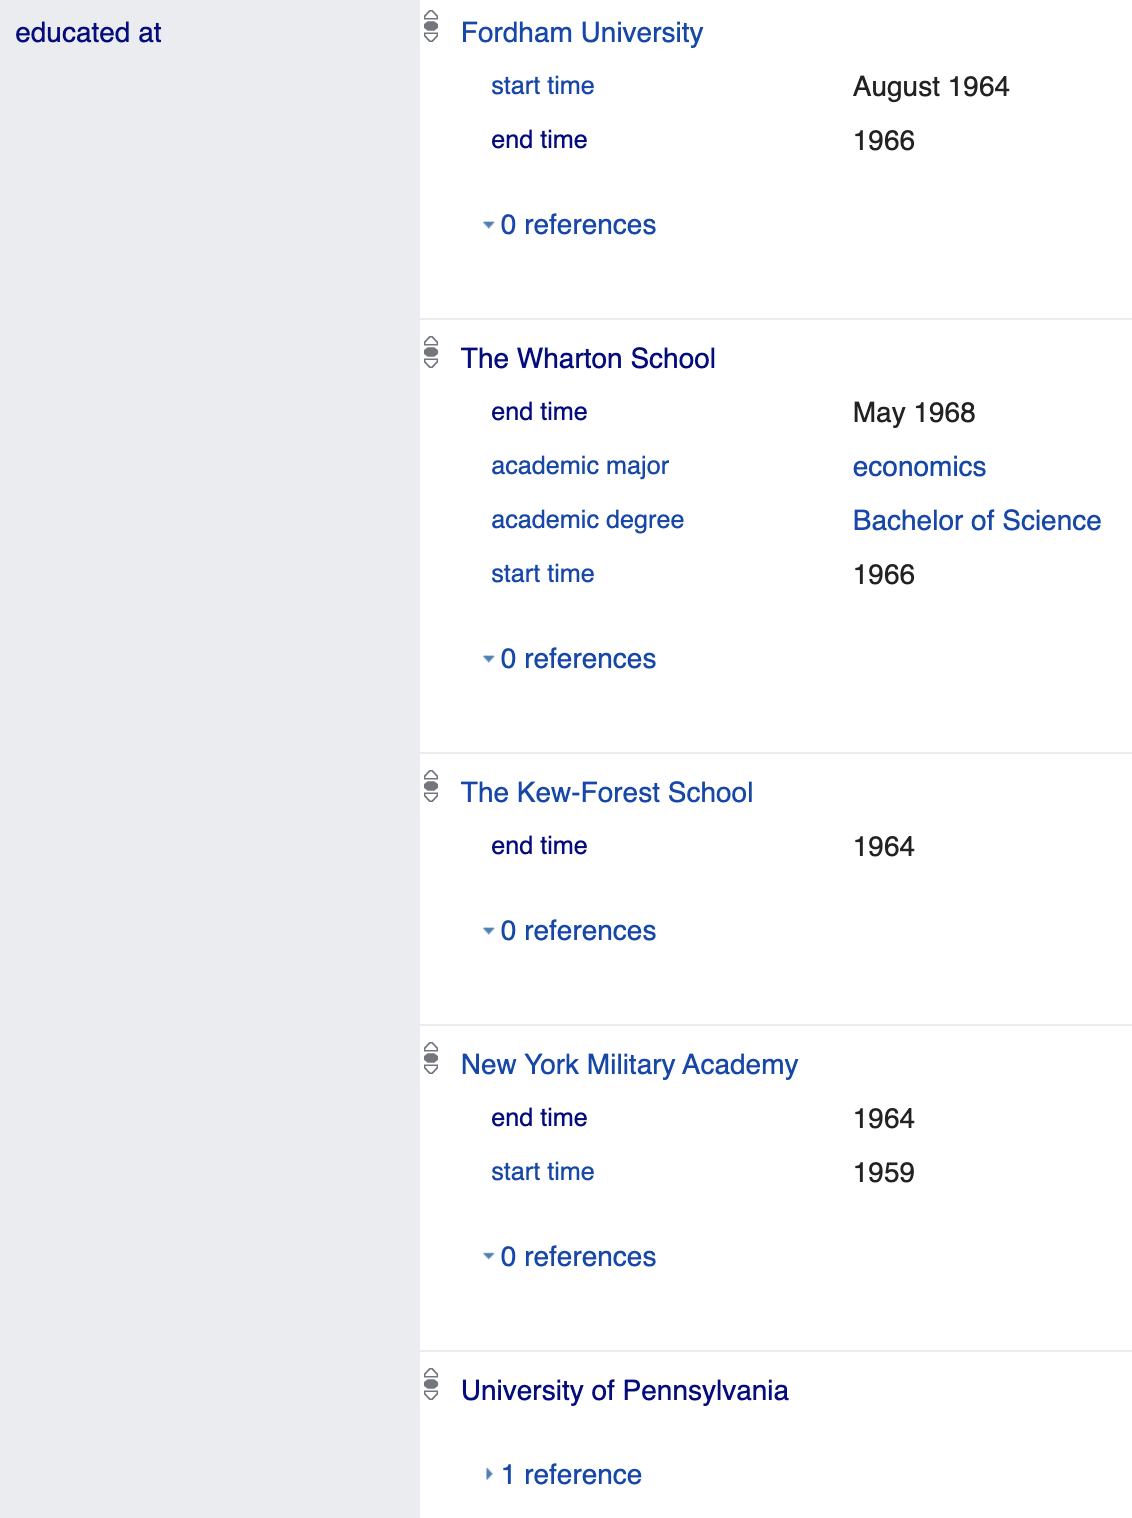 educated at
Fordham University
start time August 1964
end time 1966
0 references
The Wharton School
end time May 1968
academic major economics
academic degree Bachelor of Science
start time 1966
0 references
The Kew-Forest School
end time 1964
0 references
New York Military Academy
end time 1964
start time 1959
0 references
University of Pennsylvania
1 reference